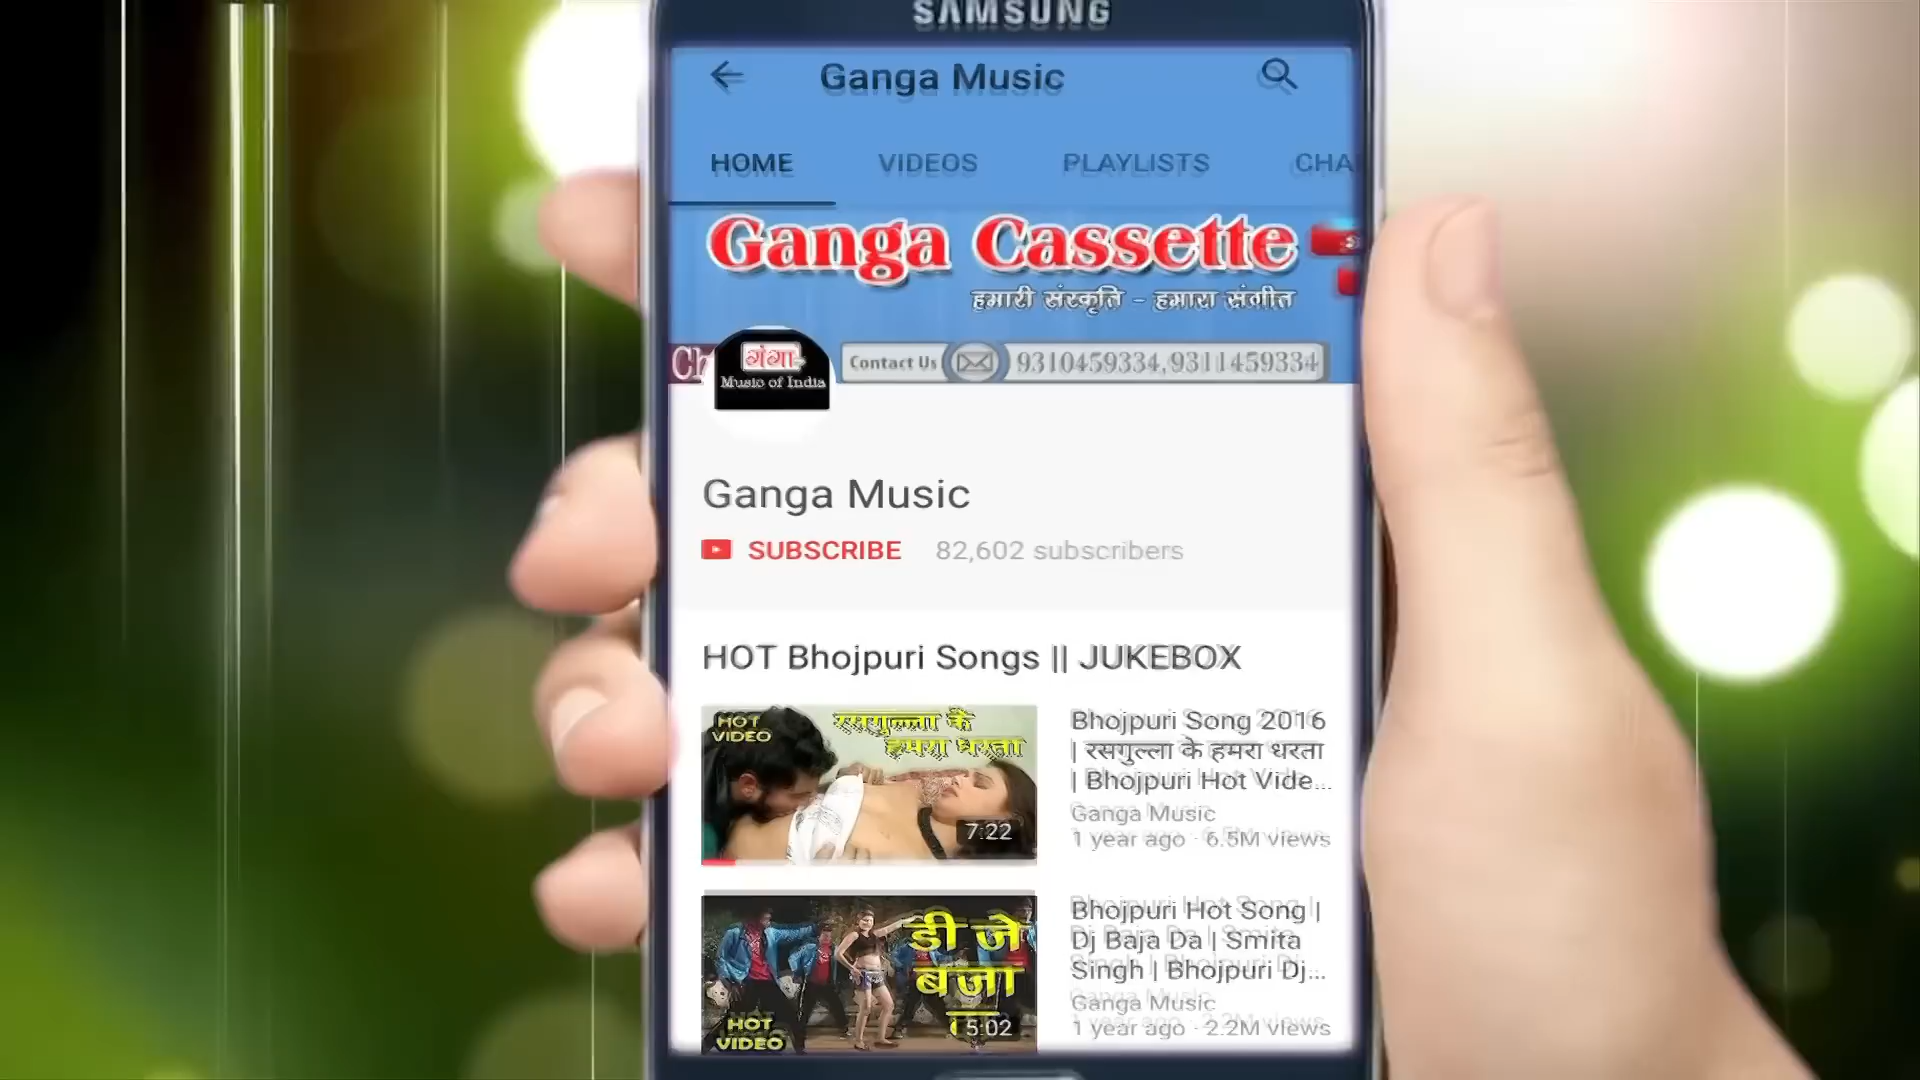 SAMSUNG
Ganga Music
HOME VIDEOS PLAYLISTS CHA
Ganga Cassette
हमारी संस्कृति - हमारा संगीत
Ch
गंगा
Music of India
Contact Us 9310459334,9311459334
Ganga Music
SUBSCRIBE 82,602 subscribers
HOT Bhojpuri Songs || JUKEBOX
HOT
VIDEO
रसगुल्ला के
हमरा धरता
7:22
Bhojpuri Song 2016
| रसगुल्ला के हमरा धरता
| Bhojpuri Hot Vide...
Ganga Music
1 year ago · 6.5M views
डी जे
बजा
HOT
VIDEO
5:02
Bhojpuri Hot Song |
Dj Baja Da | Smita
Singh | Bhojpuri Dj...
Ganga Music
1 year ago · 2.2M views